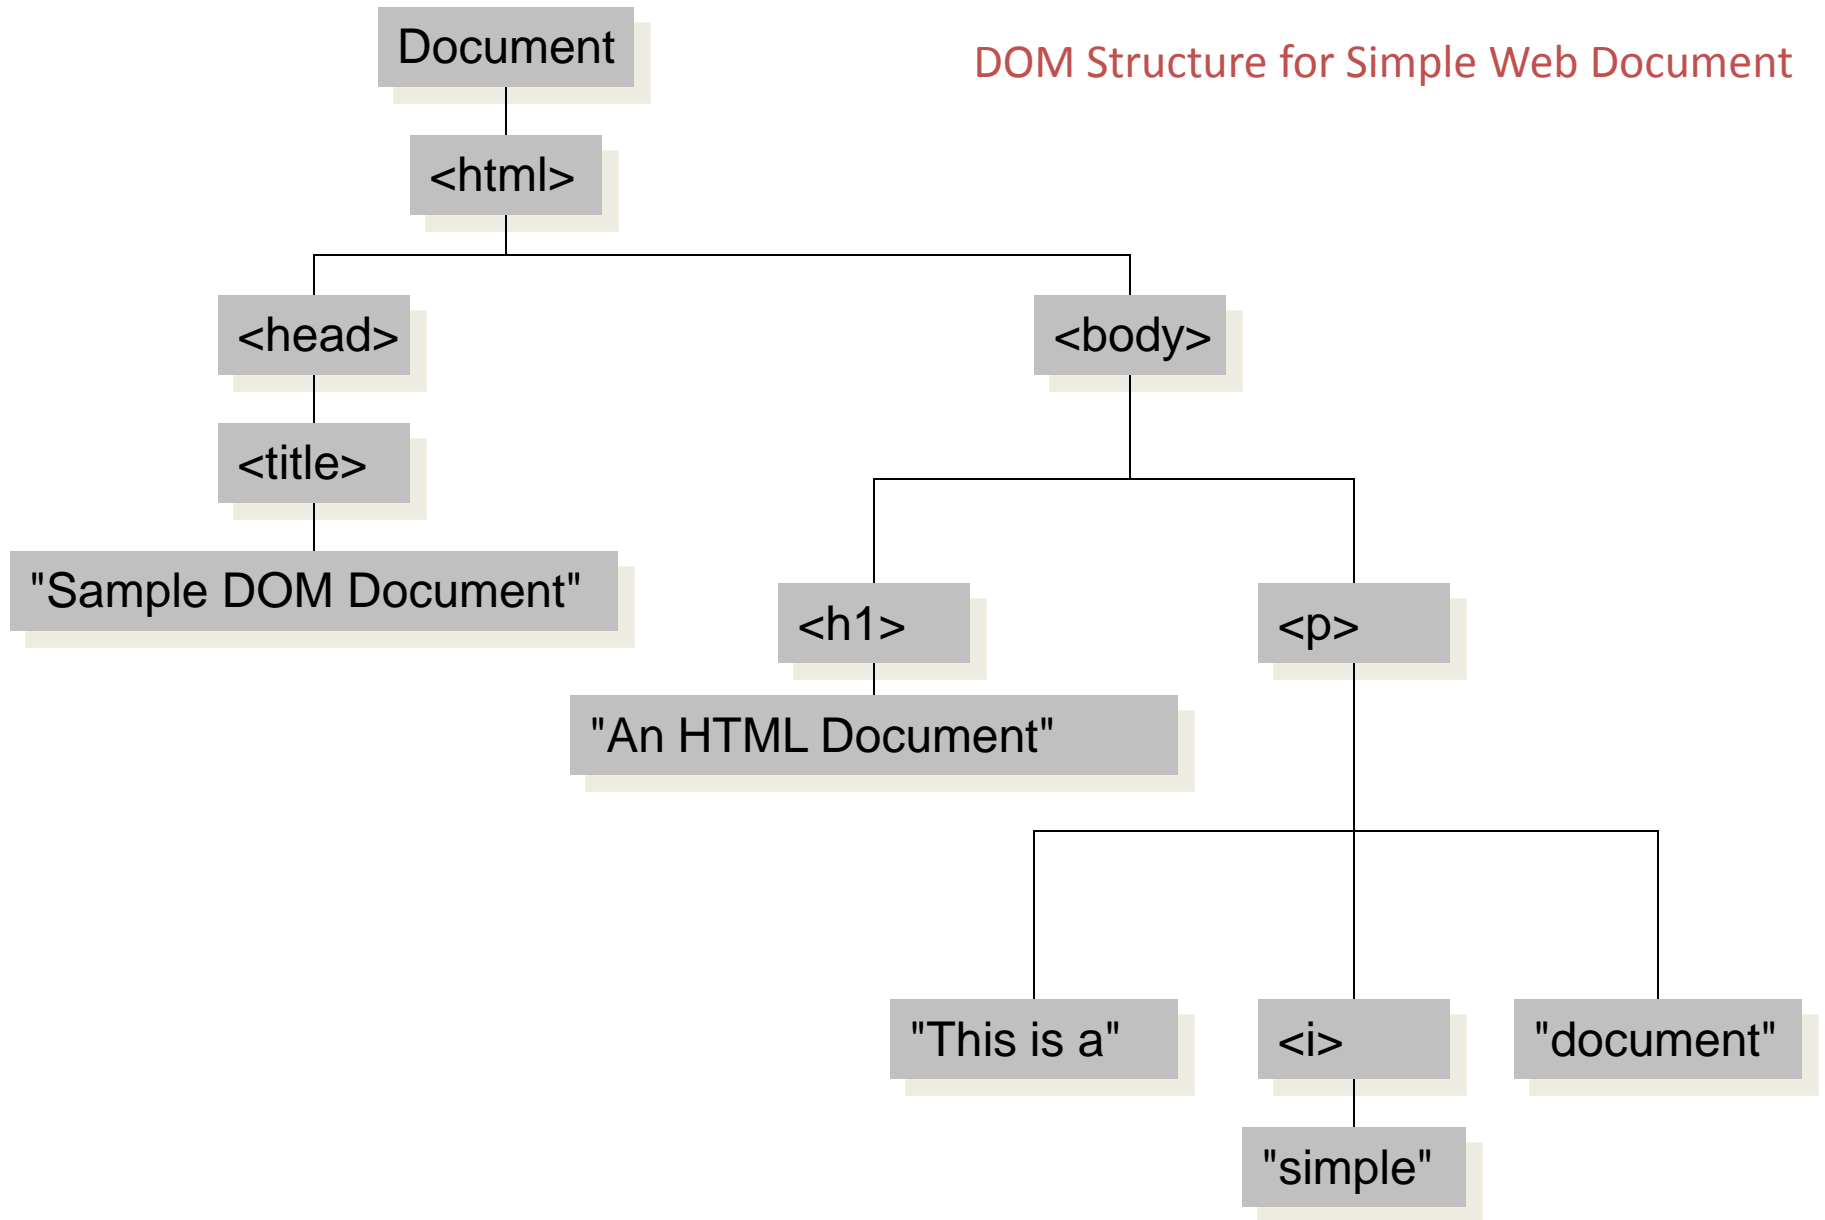 Document
DOM Structure for Simple Web Document
<html>
<head>
<body>
<title>
"Sample DOM Document"
<h1>
<p>
"An HTML Document"
"This is a"
<i>
"document"
"simple"